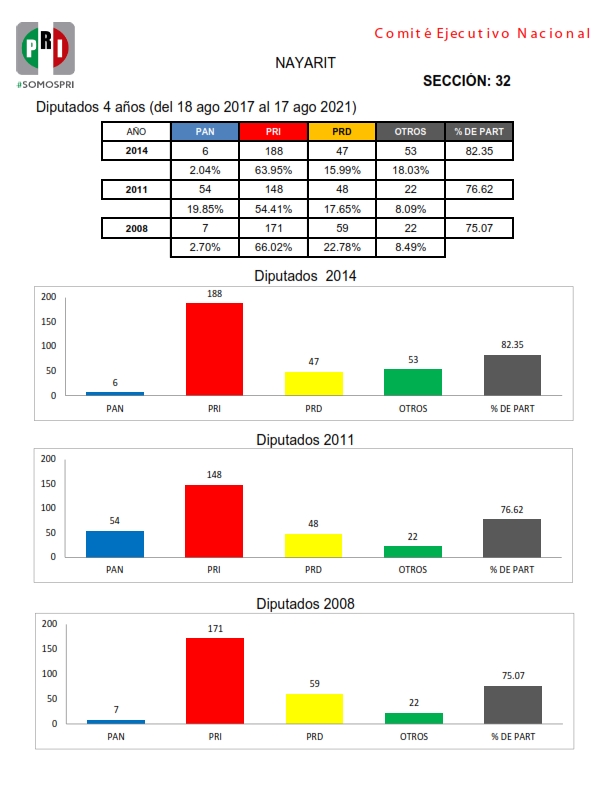 Comité Ejecutivo Nacional
PRI
#SOMOSPRI
NAYARIT
SECCIÓN: 32
Diputados 4 años (del 18 ago 2017 al 17 ago 2021)
AÑO PAN PRI PRD OTROS % DE PART
2014 6 188 47 53 82.35
2.04% 63.95% 15.99% 18.03%
2011 54 148 48 22 76.62
19.85% 54.41% 17.65% 8.09%
2008 7 171 59 22 75.07
2.70% 66.02% 22.78% 8.49%
Diputados 2014
200
150
100
50
0
6 188 47 53 82.35
PAN PRI PRD OTROS % DE PART
Diputados 2011
200
150
100
50
0
54 148 48 22 76.62
PAN PRI PRD OTROS % DE PART
Diputados 2008
200
150
100
50
0
7 171 59 22 75.07
PAN PRI PRD OTROS % DE PART